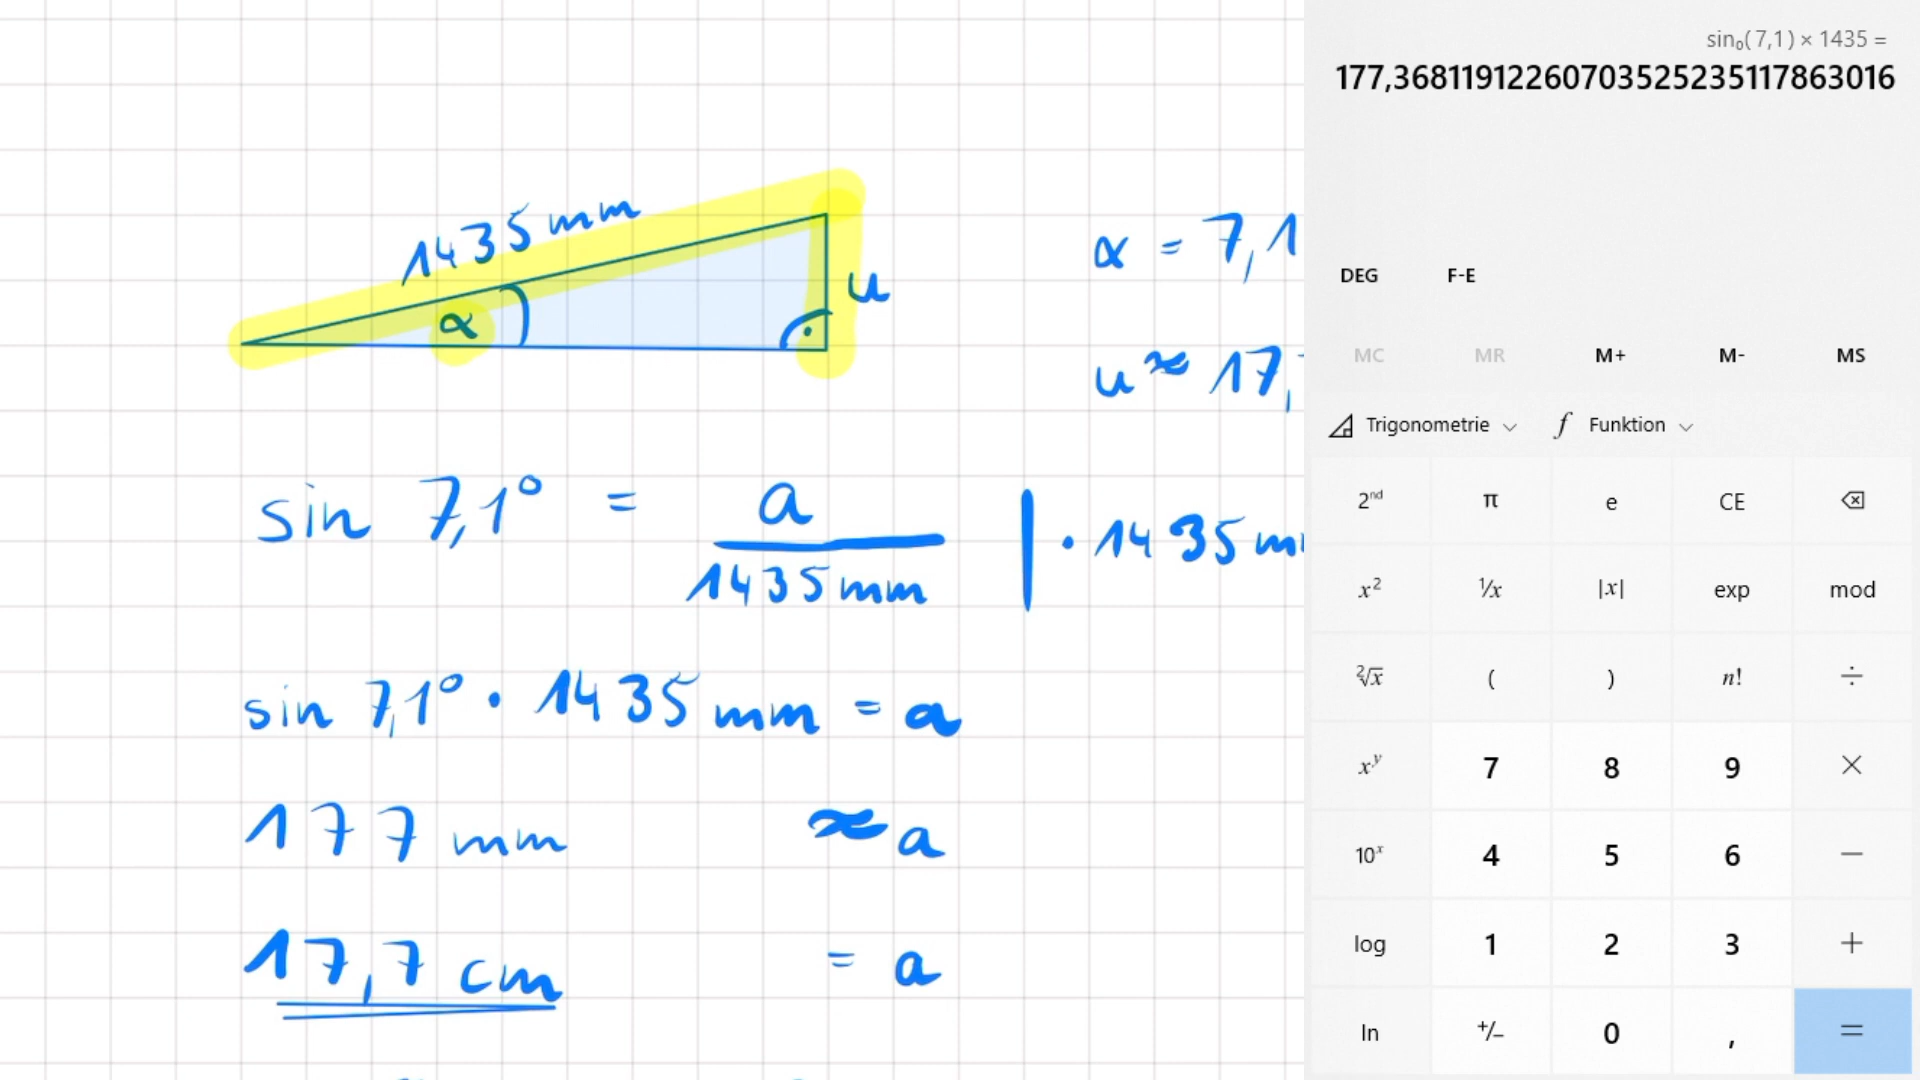 1435 mm
α
u
α = 7,1
u ≈ 17,
sin 7,1° = a / 1435 mm | · 1435 m
sin 7,1° · 1435 mm = a
177 mm ≈ a
17,7 cm = a
sin₀( 7,1 ) × 1435 =
177,36811912260703525235117863016
DEG F-E
MC MR M+ M- MS
Trigonometrie f Funktion
2ⁿᵈ π e CE
x² ¹/x |x| exp mod
²√x ( ) n! ÷
xʸ 7 8 9 ×
10ˣ 4 5 6 −
log 1 2 3 +
ln +/− 0 , =